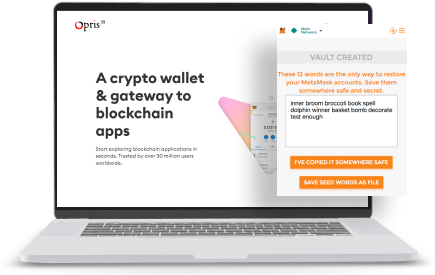 Opris
A crypto wallet
& gateway to
blockchain
apps
Start exploring blockchain applications in
seconds. Trusted by over 30 million users
worldwide.
Main
Network
VAULT CREATED
These 12 words are the only way to restore
your MetaMask accounts. Save them
somewhere safe and secret.
inner broom broccoli book spell
dolphin winner basket bomb decorate
test enough
I'VE COPIED IT SOMEWHERE SAFE
SAVE SEED WORDS AS FILE